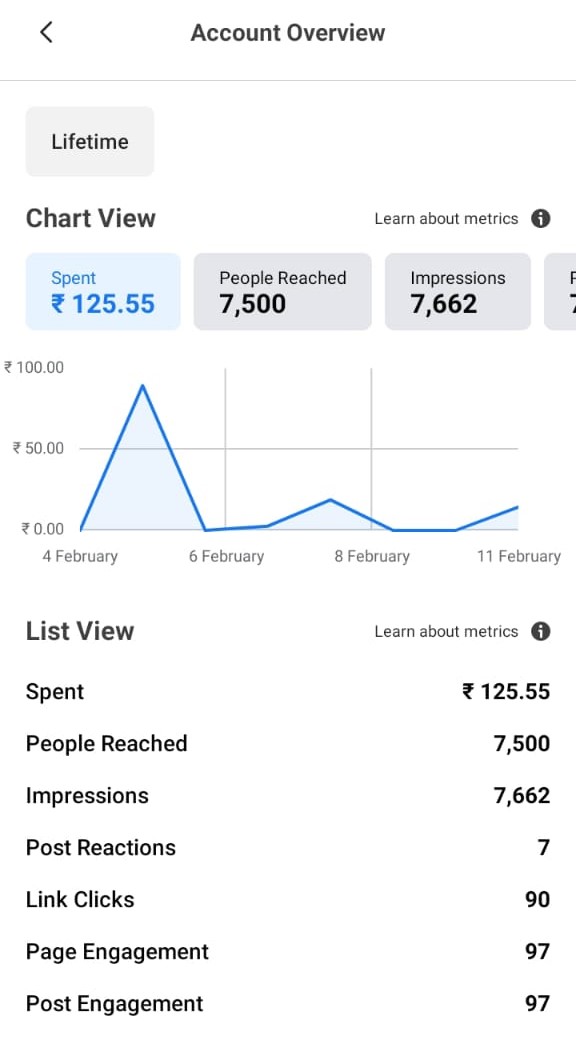 Account Overview
Lifetime
Chart View
Learn about metrics
Spent
₹ 125.55
People Reached
7,500
Impressions
7,662
₹ 100.00
₹ 50.00
₹ 0.00
4 February
6 February
8 February
11 February
List View
Learn about metrics
Spent
₹ 125.55
People Reached
7,500
Impressions
7,662
Post Reactions
7
Link Clicks
90
Page Engagement
97
Post Engagement
97